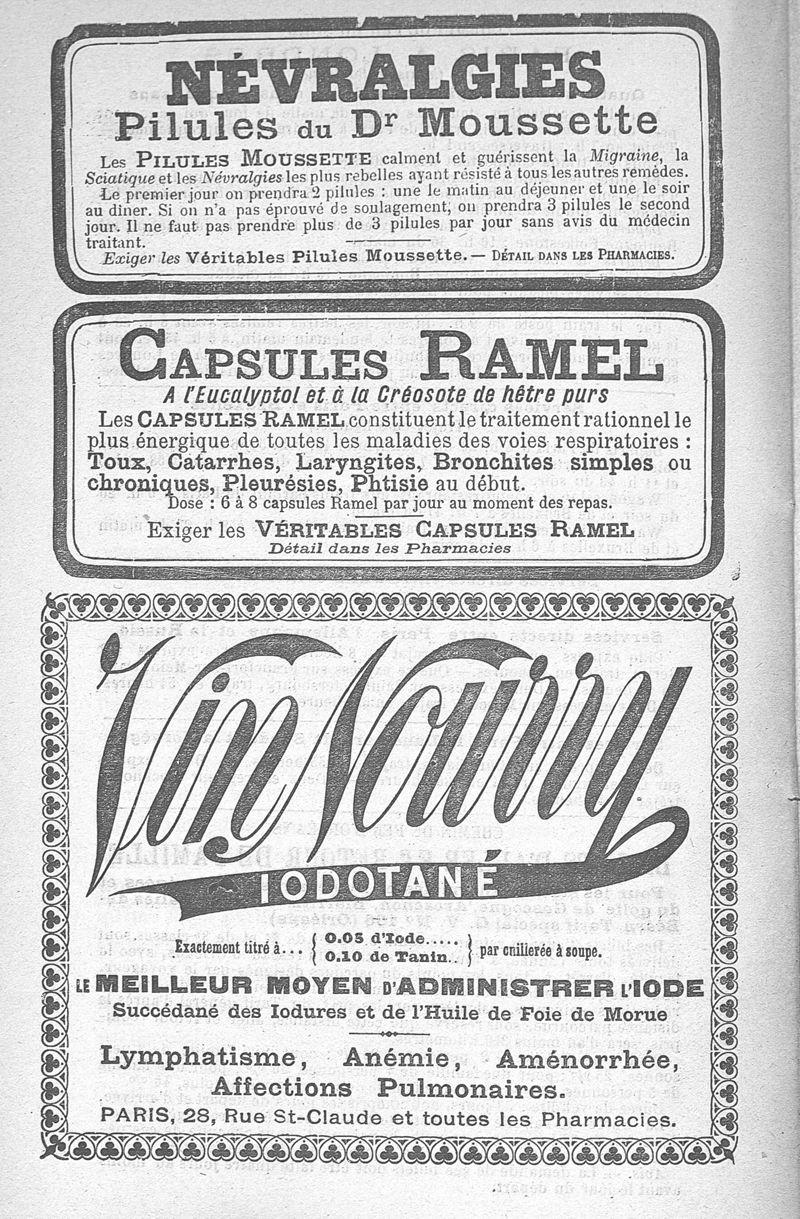 NÉVRALGIES
Pilules du Dr Moussette
Les PILULES MOUSSETTE calment et guérissent la Migraine, la
Sciatique et les Névralgies les plus rebelles ayant résisté à tous les autres remèdes.
Le premier jour on prendra 2 pilules : une le matin au déjeuner et une le soir
au diner. Si on n'a pas éprouvé de soulagement, on prendra 3 pilules le second
jour. Il ne faut pas prendre plus de 3 pilules par jour sans avis du médecin
traitant.
Exiger les Véritables Pilules Moussette. — DÉTAIL DANS LES PHARMACIES.
CAPSULES RAMEL
A l'Eucalyptol et à la Créosote de hêtre purs
Les CAPSULES RAMEL constituent le traitement rationnel le
plus énergique de toutes les maladies des voies respiratoires :
Toux, Catarrhes, Laryngites, Bronchites simples ou
chroniques, Pleurésies, Phtisie au début.
Dose : 6 à 8 capsules Ramel par jour au moment des repas.
Exiger les VÉRITABLES CAPSULES RAMEL
Détail dans les Pharmacies
Vin Nourry
IODOTANÉ
Exactement titré à... { 0.05 d'Iode..... } par cuillerée à soupe.
0.10 de Tanin..
LE MEILLEUR MOYEN D'ADMINISTRER L'IODE
Succédané des Iodures et de l'Huile de Foie de Morue
Lymphatisme, Anémie, Aménorrhée,
Affections Pulmonaires.
PARIS, 28, Rue St-Claude et toutes les Pharmacies.